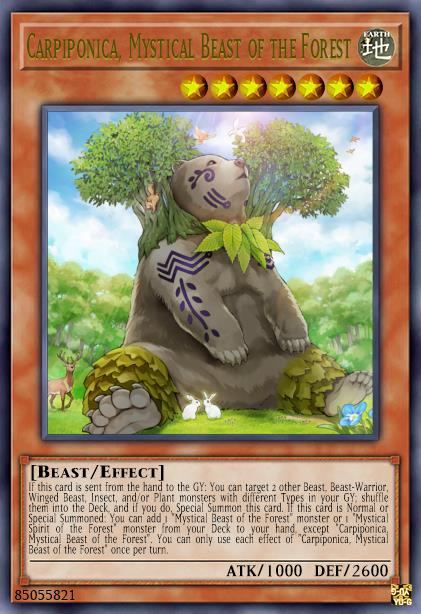 Carpiponica, Mystical Beast of the Forest
EARTH
地
[Beast/Effect]
If this card is sent from the hand to the GY: You can target 2 other Beast, Beast-Warrior,
Winged Beast, Insect, and/or Plant monsters with different Types in your GY; shuffle
them into the Deck, and if you do, Special Summon this card. If this card is Normal or
Special Summoned: You can add 1 "Mystical Beast of the Forest" monster or 1 "Mystical
Spirit of the Forest" monster from your Deck to your hand, except "Carpiponica,
Mystical Beast of the Forest". You can only use each effect of "Carpiponica, Mystical
Beast of the Forest" once per turn.
ATK/1000 DEF/2600
85055821